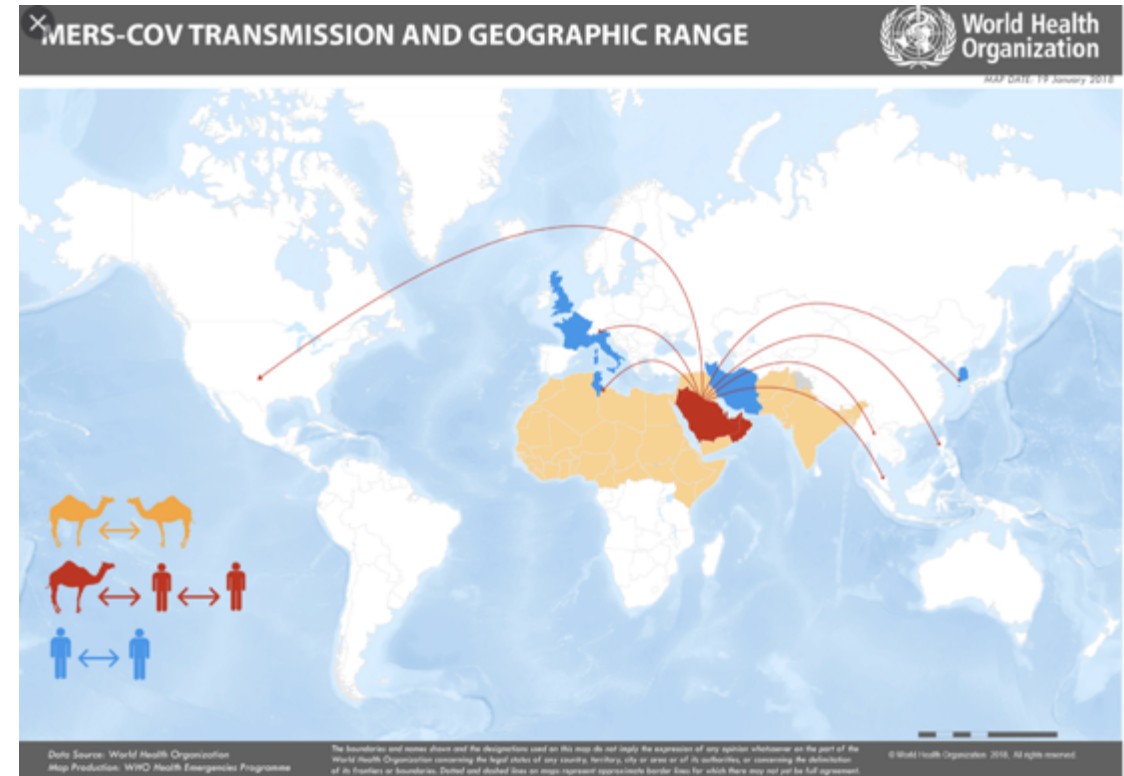 MERS-COV TRANSMISSION AND GEOGRAPHIC RANGE
World Health
Organization
MAP DATE: 19 January 2018
Data Source: World Health Organization
Map Production: WHO Health Emergencies Programme
The boundaries and names shown and the designations used on this map do not imply the expression of any opinion whatsoever on the part of the
World Health Organization concerning the legal status of any country, territory, city or area or of its authorities, or concerning the delimitation
of its frontiers or boundaries. Dotted and dashed lines on maps represent approximate border lines for which there may not yet be full agreement.
© World Health Organization 2018. All rights reserved.